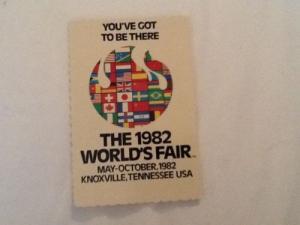 YOU'VE GOT
TO BE THERE
THE 1982
WORLD'S FAIR
MAY-OCTOBER, 1982
KNOXVILLE, TENNESSEE USA